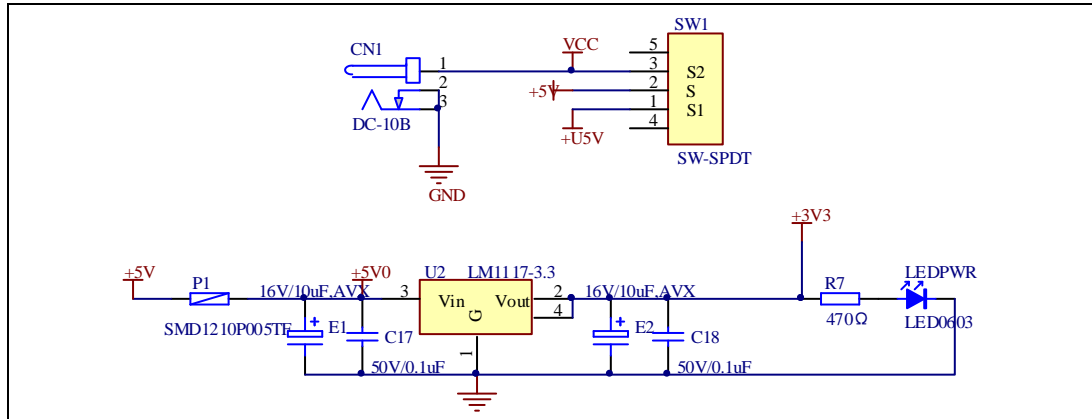 SW1
CN1
VCC
5
1
3
S2
2
+5V
2
S
3
1
S1
DC-10B
+U5V
4
SW-SPDT
GND
+3V3
+5V
P1
+5V0
U2
LM1117-3.3
R7
LEDPWR
16V/10uF,AVX
3
Vin
Vout
2
16V/10uF,AVX
4
G
SMD1210P005TF
+
E1
C17
+
E2
C18
470Ω
LED0603
1
50V/0.1uF
50V/0.1uF